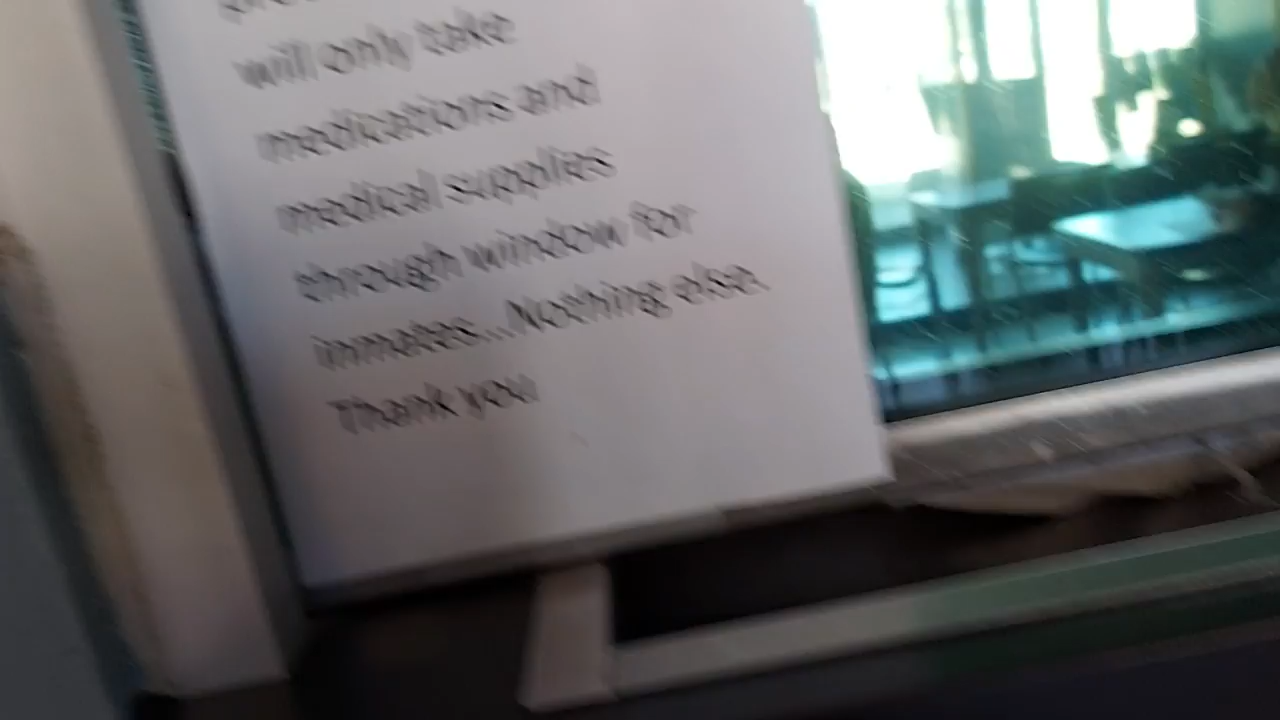 will only take
medications and
medical supplies
through window for
inmates...Nothing else.
Thank you